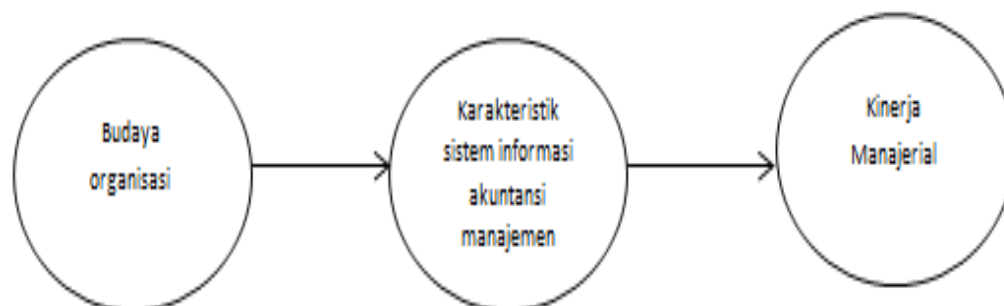 Budaya
organisasi
Karakteristik
sistem informasi
akuntansi
manajemen
Kinerja
Manajerial